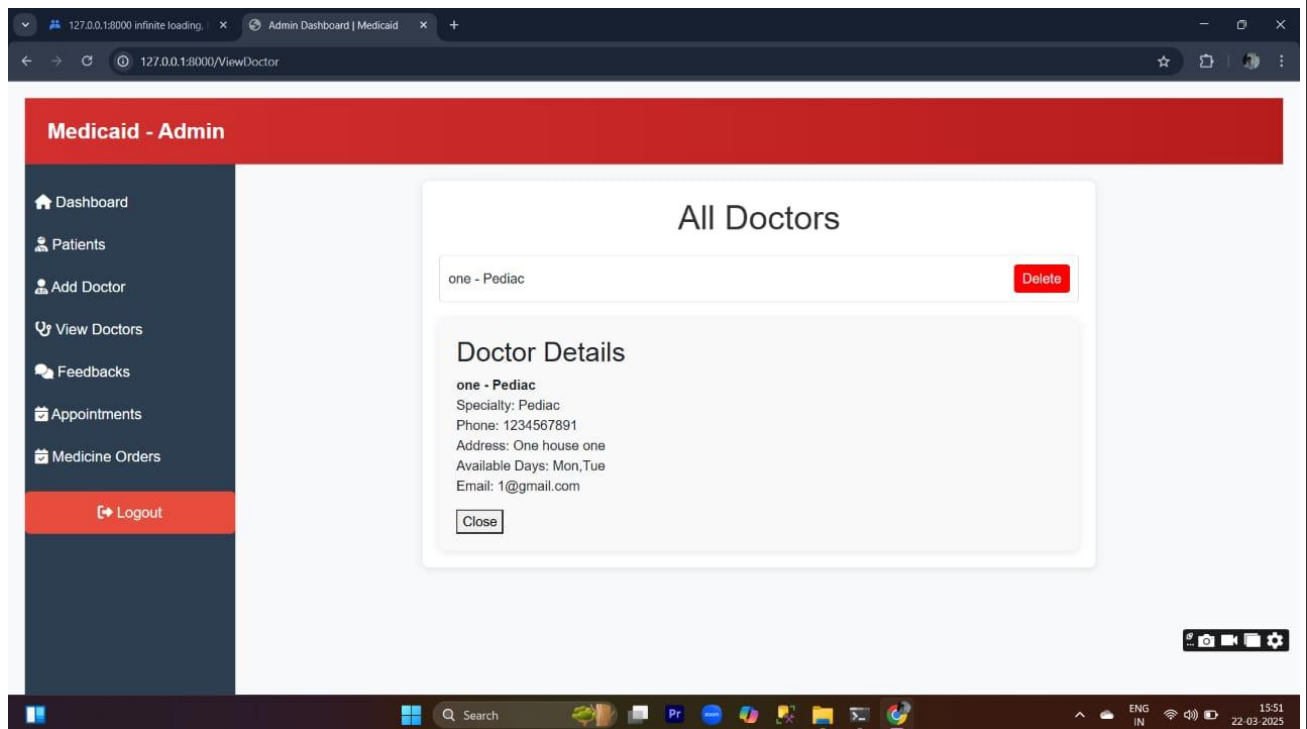 127.0.0.1:8000 infinite loading,
Admin Dashboard | Medicaid
127.0.0.1:8000/ViewDoctor
Medicaid - Admin
Dashboard
Patients
Add Doctor
View Doctors
Feedbacks
Appointments
Medicine Orders
Logout
All Doctors
one - Pediac
Delete
Doctor Details
one - Pediac
Specialty: Pediac
Phone: 1234567891
Address: One house one
Available Days: Mon,Tue
Email: 1@gmail.com
Close
Search
Pr
zoom
ENG
IN
15:51
22-03-2025